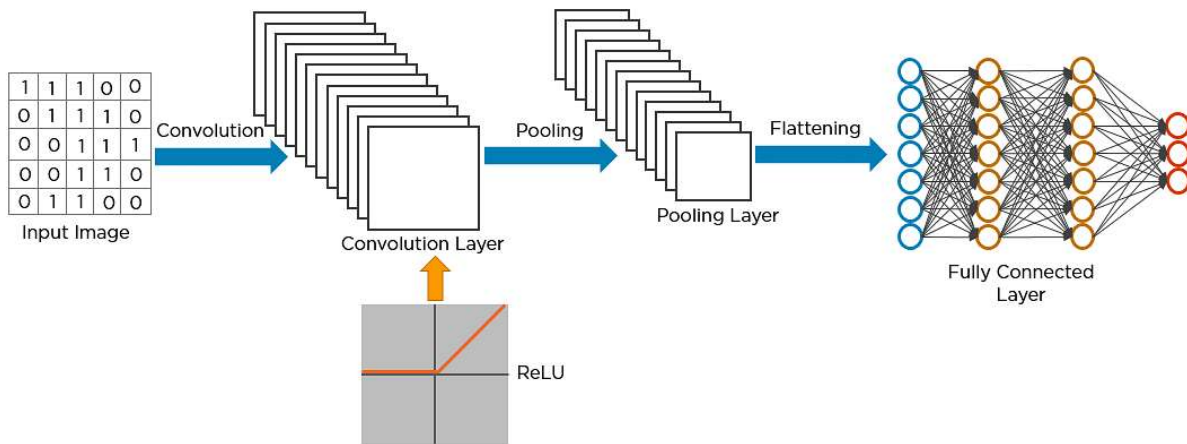 1 1 1 0 0
0 1 1 1 0
0 0 1 1 1
0 0 1 1 0
0 1 1 0 0
Input Image
Convolution
Convolution Layer
ReLU
Pooling
Pooling Layer
Flattening
Fully Connected
Layer